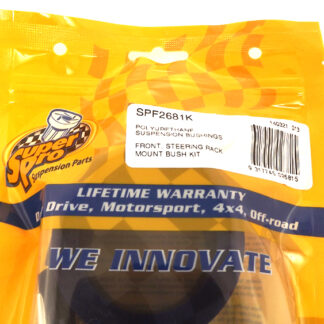 SPF2681K
POLYURETHANE
SUSPENSION BUSHINGS
FRONT, STEERING RACK
MOUNT BUSH KIT
Super
Pro
Suspension Parts
LIFETIME WARRANTY
Drive, Motorsport, 4x4, Off-road
WE INNOVATE